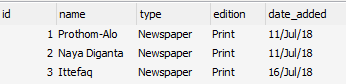 id name type edition date_added
1 Prothom-Alo Newspaper Print 11/Jul/18
2 Naya Diganta Newspaper Print 11/Jul/18
3 Ittefaq Newspaper Print 16/Jul/18